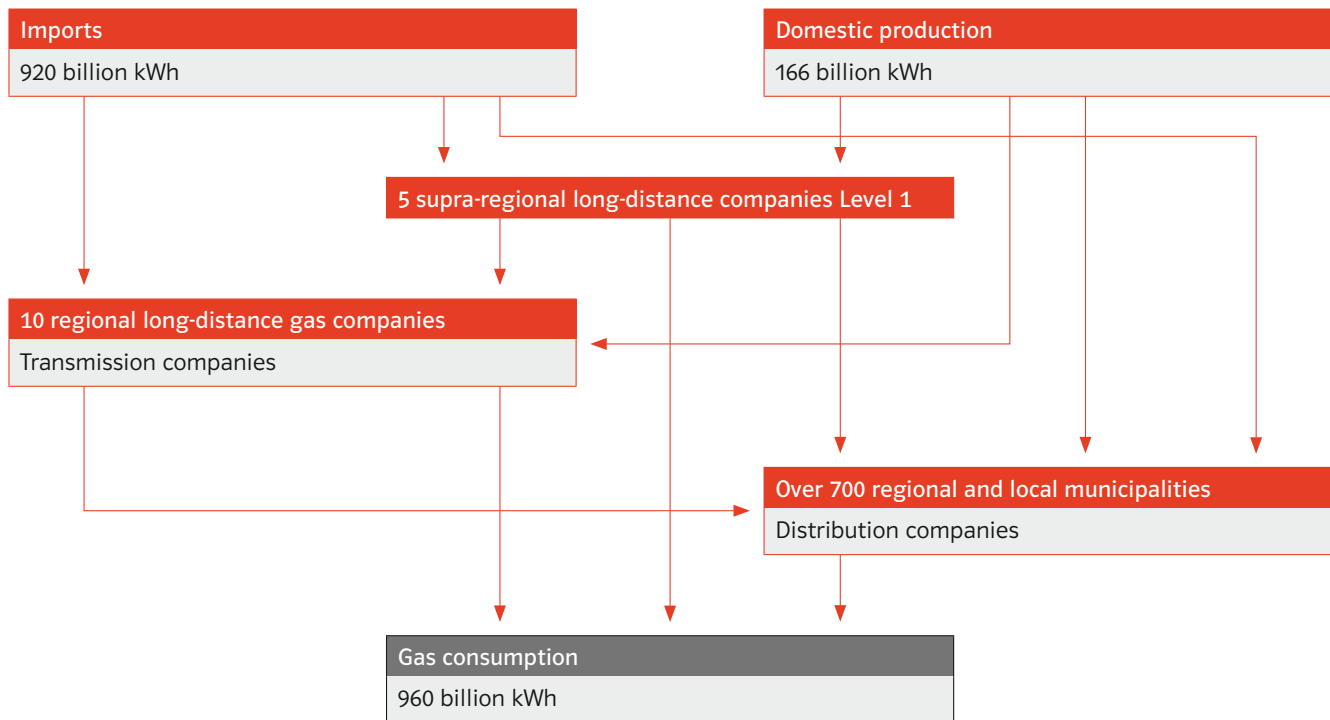 Imports
920 billion kWh
Domestic production
166 billion kWh
5 supra-regional long-distance companies Level 1
10 regional long-distance gas companies
Transmission companies
Over 700 regional and local municipalities
Distribution companies
Gas consumption
960 billion kWh